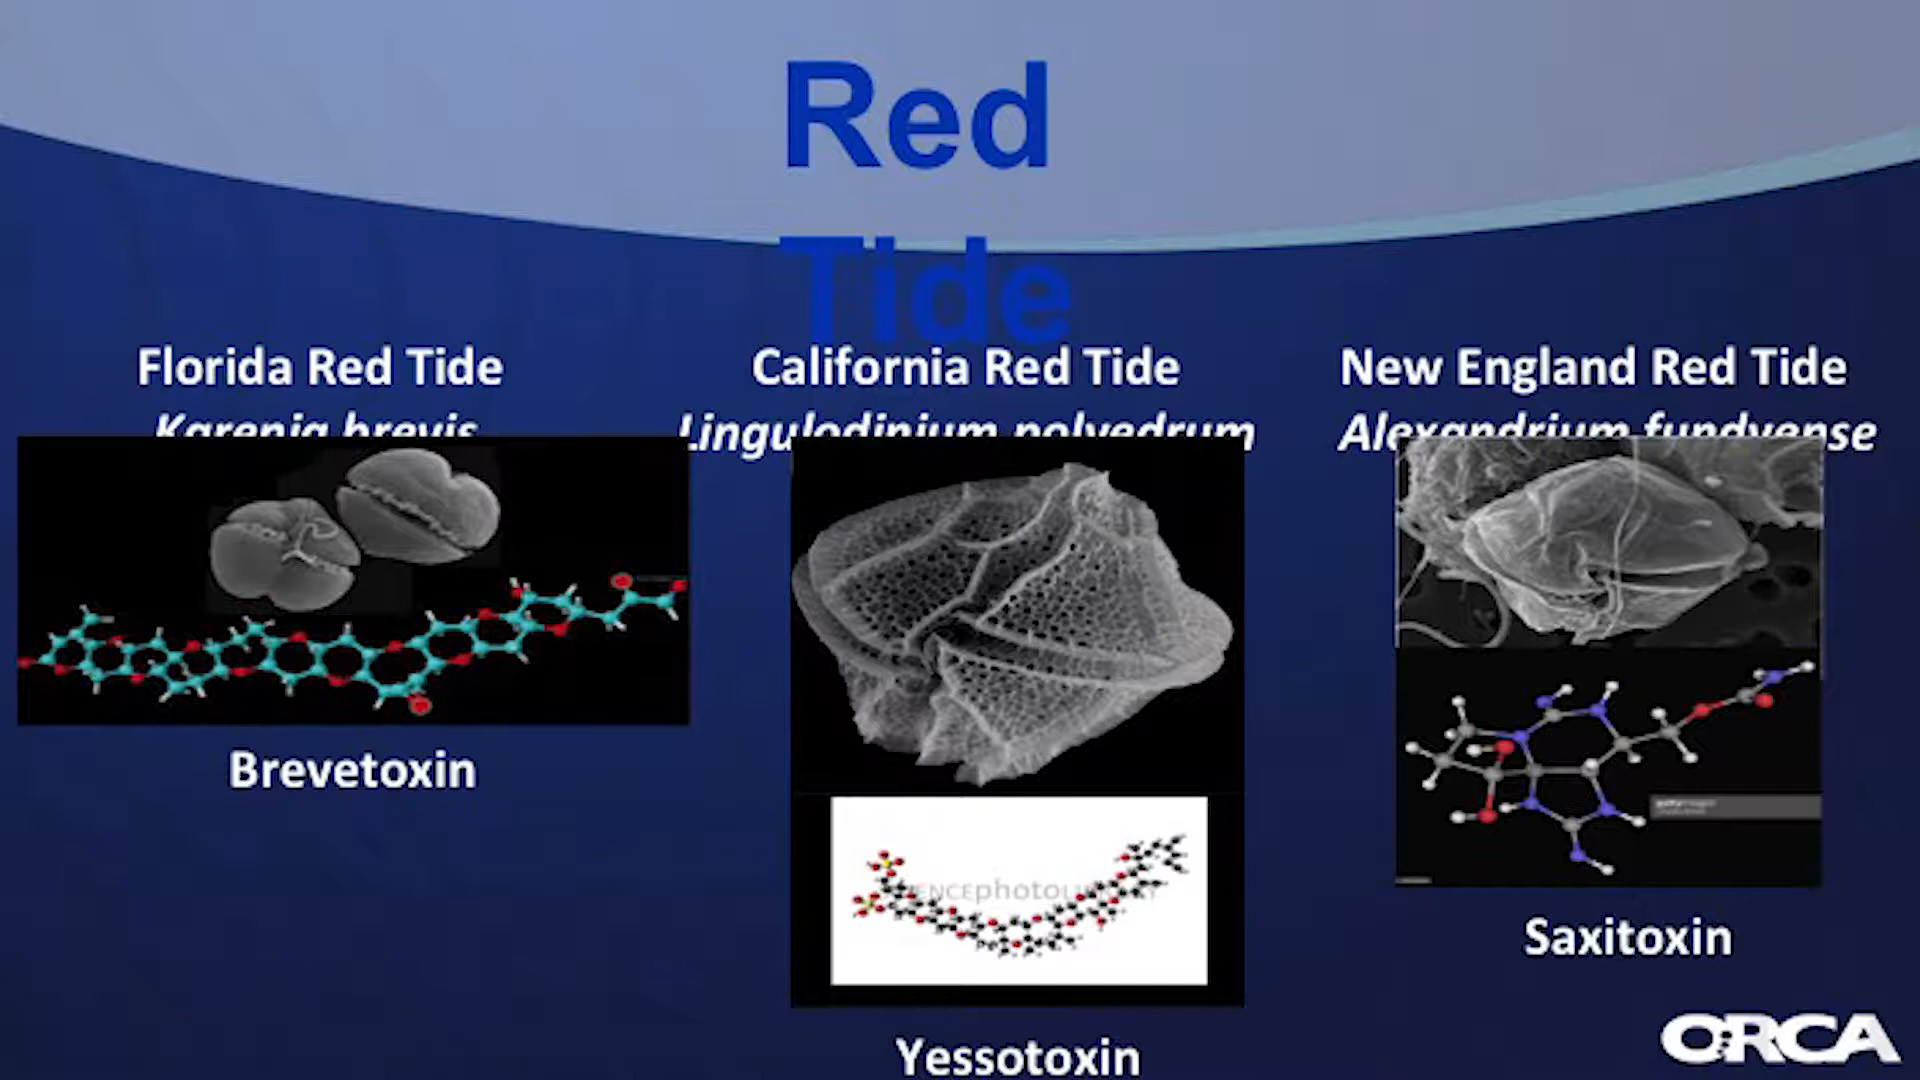 Red
Tide
Florida Red Tide
Karenia brevis
Brevetoxin
California Red Tide
Lingulodinium polyedrum
ENCEphotoLIBRARY
Yessotoxin
New England Red Tide
Alexandrium fundyense
Saxitoxin
ORCA